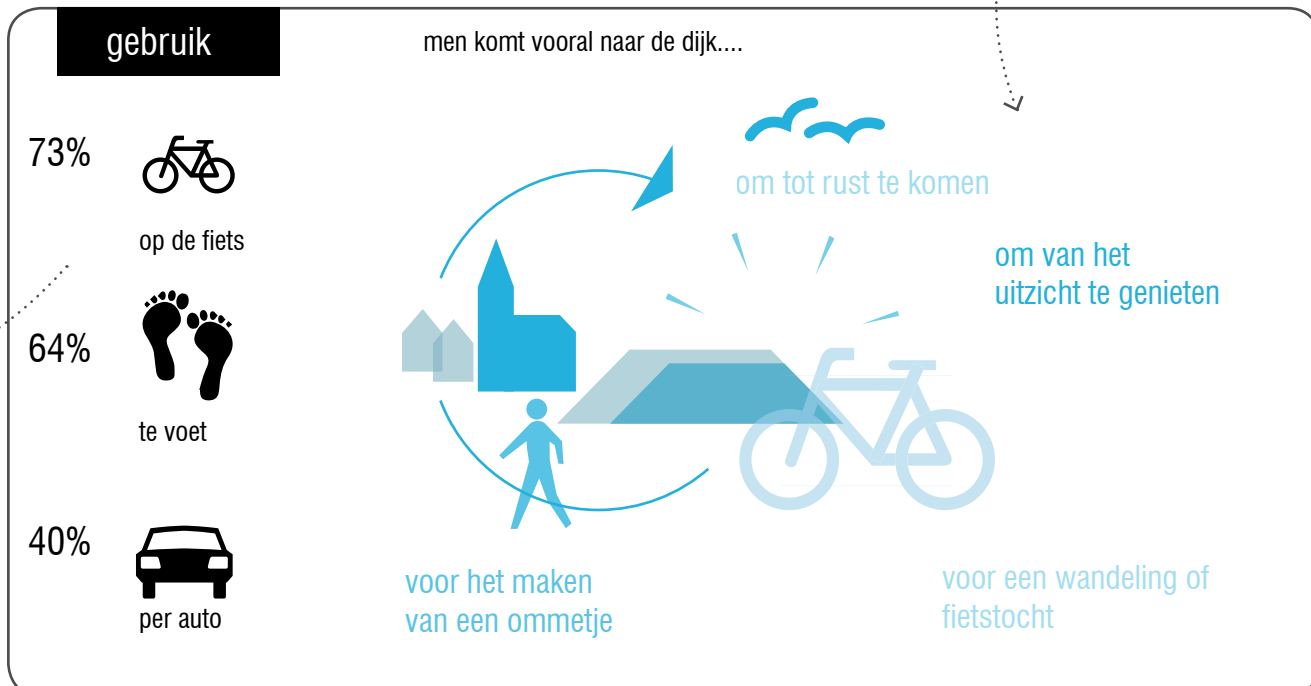 gebruik
men komt vooral naar de dijk....
73%
op de fiets
64%
te voet
40%
per auto
om tot rust te komen
om van het
uitzicht te genieten
voor het maken
van een ommetje
voor een wandeling of
fietstocht